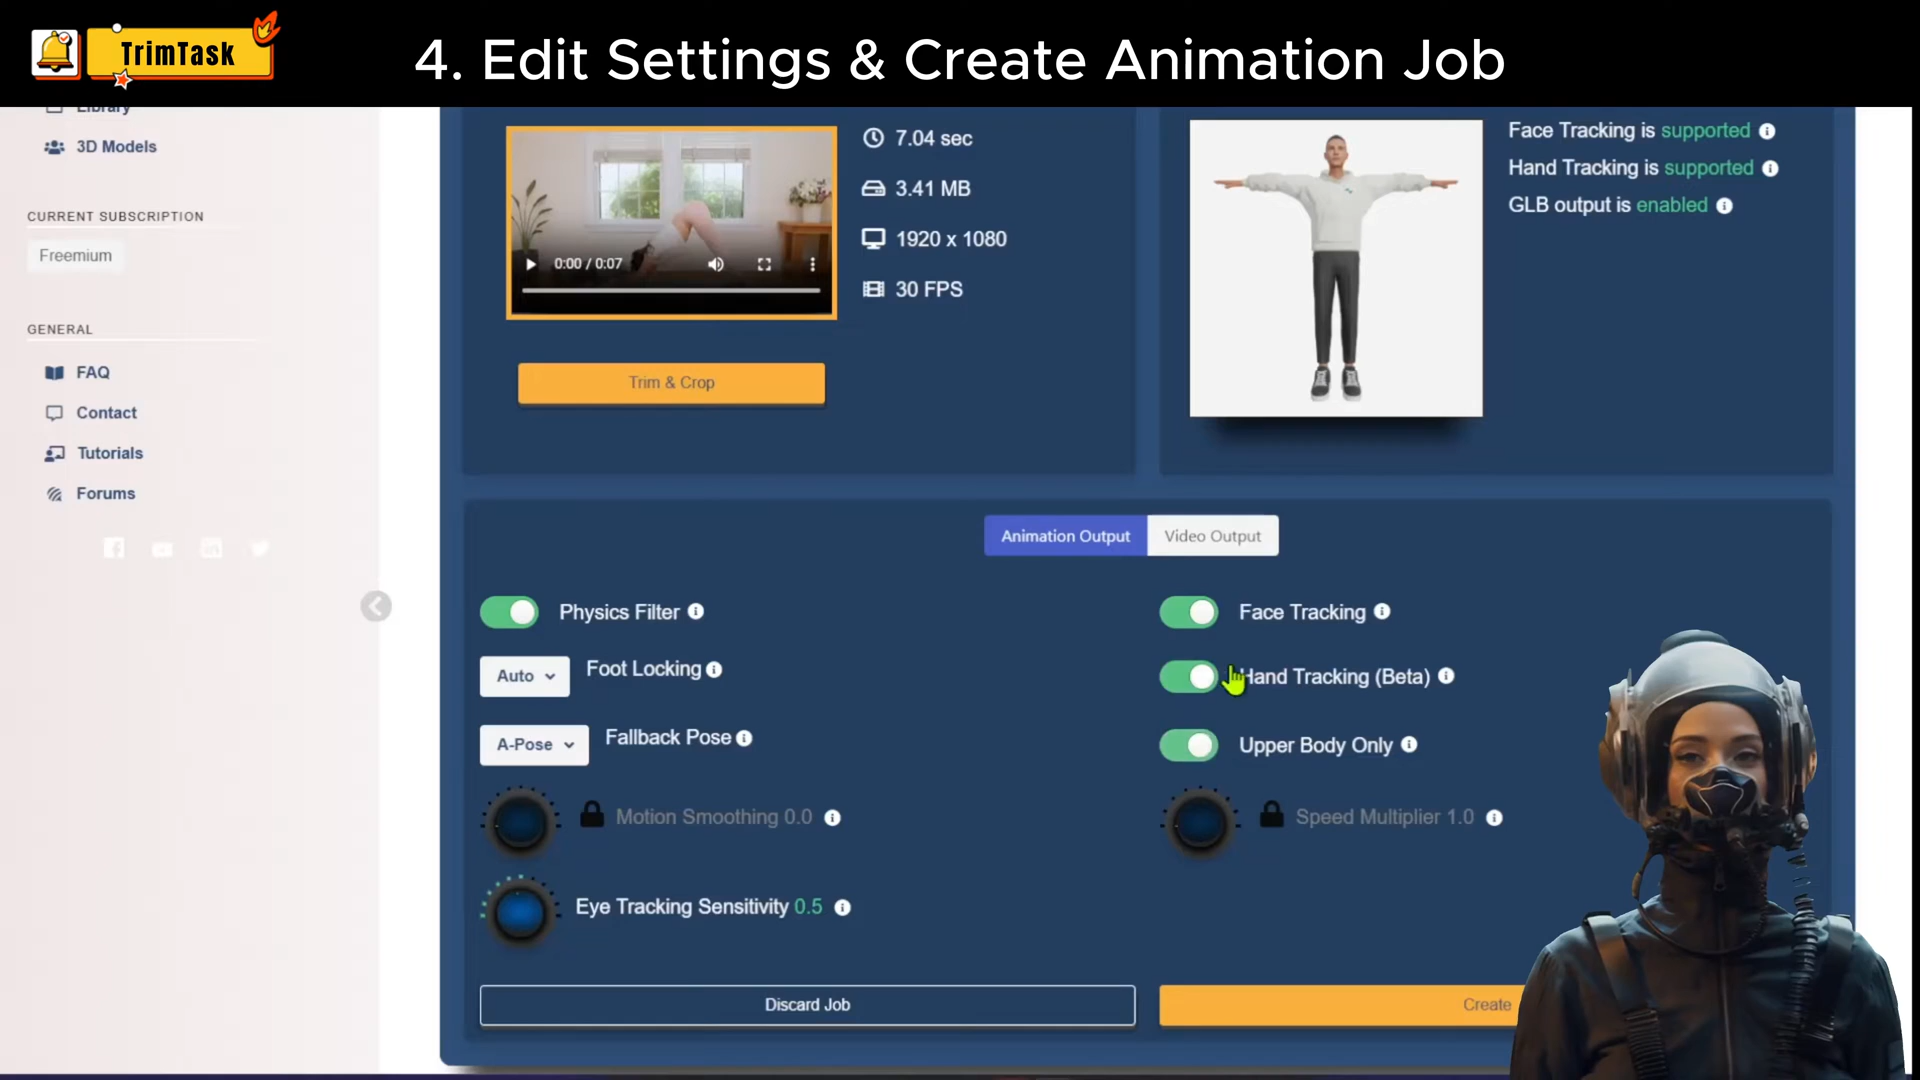 TrimTask
4. Edit Settings & Create Animation Job
Library
3D Models
CURRENT SUBSCRIPTION
Freemium
GENERAL
FAQ
Contact
Tutorials
Forums
0:00 / 0:07
7.04 sec
3.41 MB
1920 x 1080
30 FPS
Trim & Crop
Face Tracking is supported
Hand Tracking is supported
GLB output is enabled
Animation Output
Video Output
Physics Filter
Face Tracking
Auto
Foot Locking
Hand Tracking (Beta)
A-Pose
Fallback Pose
Upper Body Only
Motion Smoothing 0.0
Speed Multiplier 1.0
Eye Tracking Sensitivity 0.5
Discard Job
Create